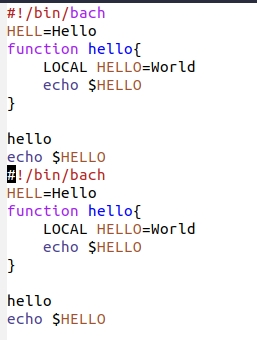 #!/bin/bach
HELL=Hello
function hello{
    LOCAL HELLO=World
    echo $HELLO
}

hello
echo $HELLO
#!/bin/bach
HELL=Hello
function hello{
    LOCAL HELLO=World
    echo $HELLO
}

hello
echo $HELLO